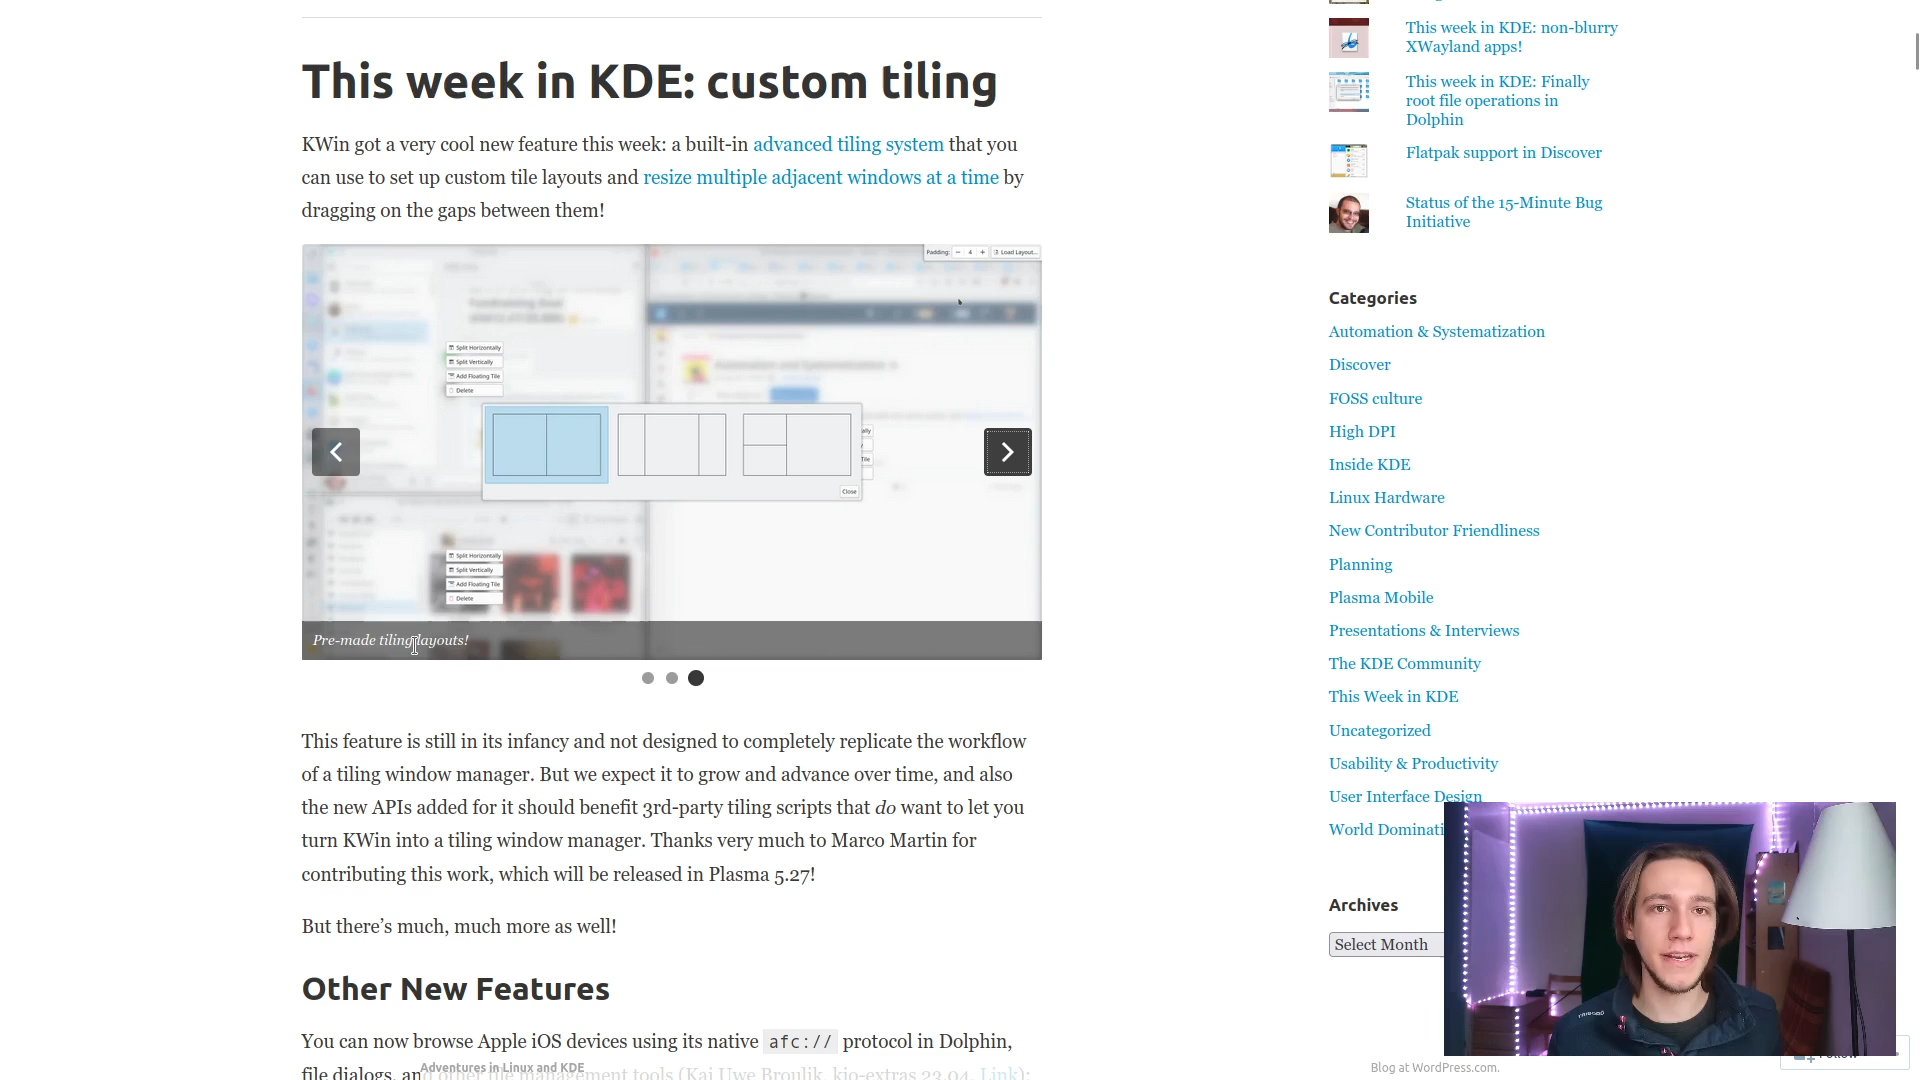 This week in KDE: custom tiling
KWin got a very cool new feature this week: a built-in advanced tiling system that you
can use to set up custom tile layouts and resize multiple adjacent windows at a time by
dragging on the gaps between them!
Padding: − 4 + Load Layout...
Split Horizontally
Split Vertically
Add Floating Tile
Delete
Close
Split Horizontally
Split Vertically
Add Floating Tile
Delete
Pre-made tiling layouts!
This feature is still in its infancy and not designed to completely replicate the workflow
of a tiling window manager. But we expect it to grow and advance over time, and also
the new APIs added for it should benefit 3rd-party tiling scripts that do want to let you
turn KWin into a tiling window manager. Thanks very much to Marco Martin for
contributing this work, which will be released in Plasma 5.27!
But there’s much, much more as well!
Other New Features
You can now browse Apple iOS devices using its native afc:// protocol in Dolphin,
file dialogs, and other file management tools (Kai Uwe Broulik, kio-extras 23.04. Link):
Adventures in Linux and KDE
This week in KDE: non-blurry
XWayland apps!
This week in KDE: Finally
root file operations in
Dolphin
Flatpak support in Discover
Status of the 15-Minute Bug
Initiative
Categories
Automation & Systematization
Discover
FOSS culture
High DPI
Inside KDE
Linux Hardware
New Contributor Friendliness
Planning
Plasma Mobile
Presentations & Interviews
The KDE Community
This Week in KDE
Uncategorized
Usability & Productivity
User Interface Design
World Dominati
Archives
Select Month
Blog at WordPress.com.